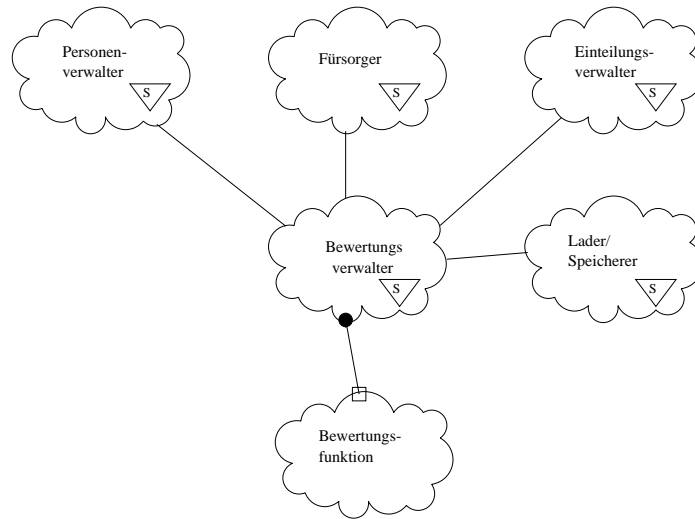 Personen-
verwalter
S
Fürsorger
S
Einteilungs-
verwalter
S
Bewertungs
verwalter
S
Lader/
Speicherer
S
Bewertungs-
funktion